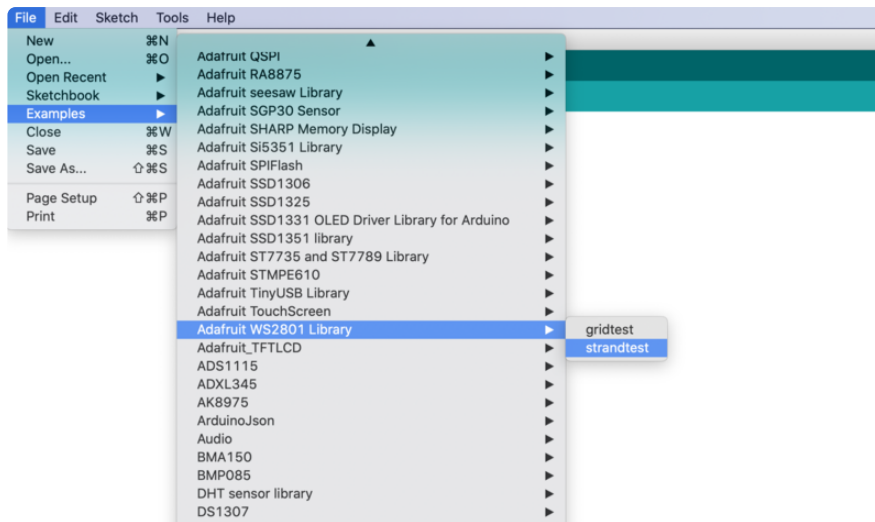 File Edit Sketch Tools Help
New ⌘N
Open... ⌘O
Open Recent ▶
Sketchbook ▶
Examples ▶
Close ⌘W
Save ⌘S
Save As... ⇧⌘S
Page Setup ⇧⌘P
Print ⌘P
▲
Adafruit QSPI ▶
Adafruit RA8875 ▶
Adafruit seesaw Library ▶
Adafruit SGP30 Sensor ▶
Adafruit SHARP Memory Display ▶
Adafruit Si5351 Library ▶
Adafruit SPIFlash ▶
Adafruit SSD1306 ▶
Adafruit SSD1325 ▶
Adafruit SSD1331 OLED Driver Library for Arduino ▶
Adafruit SSD1351 library ▶
Adafruit ST7735 and ST7789 Library ▶
Adafruit STMPE610 ▶
Adafruit TinyUSB Library ▶
Adafruit TouchScreen ▶
Adafruit WS2801 Library ▶
Adafruit_TFTLCD ▶
ADS1115 ▶
ADXL345 ▶
AK8975 ▶
ArduinoJson ▶
Audio ▶
BMA150 ▶
BMP085 ▶
DHT sensor library ▶
DS1307 ▶
gridtest
strandtest